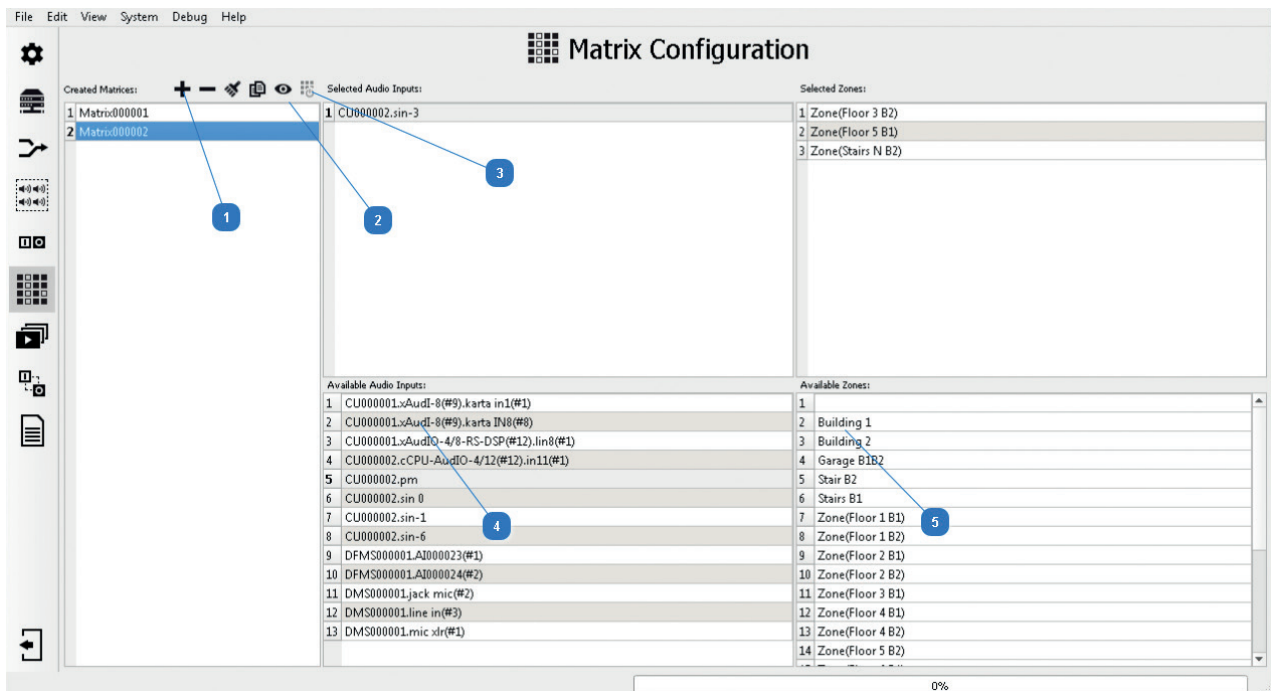 File Edit View System Debug Help
Matrix Configuration
Created Matrices:
1 Matrix000001
2 Matrix000002
Selected Audio Inputs:
1 CU000002.sin-3
Selected Zones:
1 Zone(Floor 3 B2)
2 Zone(Floor 5 B1)
3 Zone(Stairs N B2)
1
2
3
Available Audio Inputs:
1 CU000001.xAudI-8(#9).karta in1(#1)
2 CU000001.xAudI-8(#9).karta IN8(#8)
3 CU000001.xAudIO-4/8-RS-DSP(#12).lin8(#1)
4 CU000002.cCPU-AudIO-4/12(#12).in11(#1)
5 CU000002.pm
6 CU000002.sin 0
7 CU000002.sin-1
8 CU000002.sin-6
9 DFMS000001.AI000023(#1)
10 DFMS000001.AI000024(#2)
11 DMS000001.jack mic(#2)
12 DMS000001.line in(#3)
13 DMS000001.mic xlr(#1)
4
Available Zones:
1
2 Building 1
3 Building 2
4 Garage B1B2
5 Stair B2
6 Stairs B1
7 Zone(Floor 1 B1)
8 Zone(Floor 1 B2)
9 Zone(Floor 2 B1)
10 Zone(Floor 2 B2)
11 Zone(Floor 3 B1)
12 Zone(Floor 4 B1)
13 Zone(Floor 4 B2)
14 Zone(Floor 5 B2)
5
0%